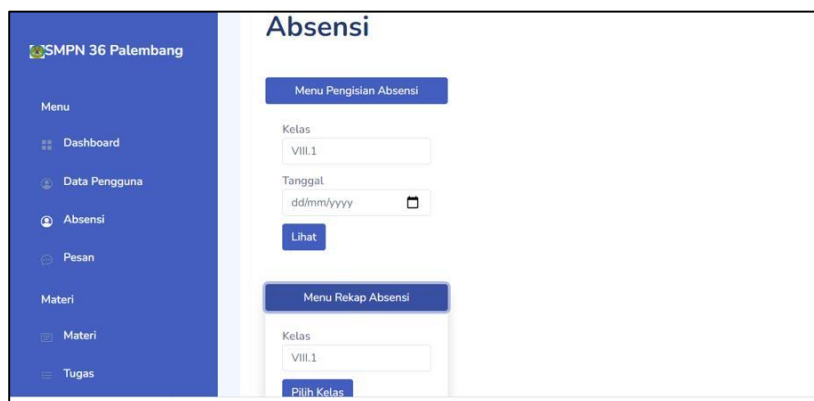 SMPN 36 Palembang
Menu
Dashboard
Data Pengguna
Absensi
Pesan
Materi
Materi
Tugas
Absensi
Menu Pengisian Absensi
Kelas
VIII.1
Tanggal
dd/mm/yyyy
Lihat
Menu Rekap Absensi
Kelas
VIII.1
Pilih Kelas